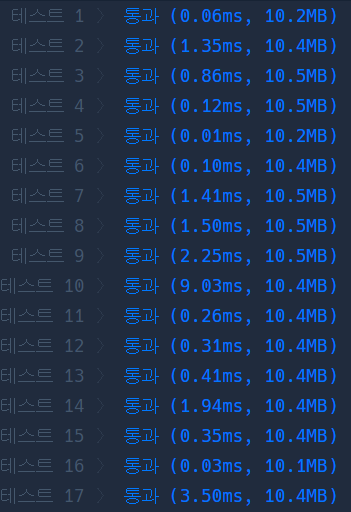 테스트 1 〉 통과 (0.06ms, 10.2MB)
테스트 2 〉 통과 (1.35ms, 10.4MB)
테스트 3 〉 통과 (0.86ms, 10.5MB)
테스트 4 〉 통과 (0.12ms, 10.5MB)
테스트 5 〉 통과 (0.01ms, 10.2MB)
테스트 6 〉 통과 (0.10ms, 10.4MB)
테스트 7 〉 통과 (1.41ms, 10.5MB)
테스트 8 〉 통과 (1.50ms, 10.5MB)
테스트 9 〉 통과 (2.25ms, 10.5MB)
테스트 10 〉 통과 (9.03ms, 10.4MB)
테스트 11 〉 통과 (0.26ms, 10.4MB)
테스트 12 〉 통과 (0.31ms, 10.4MB)
테스트 13 〉 통과 (0.41ms, 10.4MB)
테스트 14 〉 통과 (1.94ms, 10.4MB)
테스트 15 〉 통과 (0.35ms, 10.4MB)
테스트 16 〉 통과 (0.03ms, 10.1MB)
테스트 17 〉 통과 (3.50ms, 10.4MB)